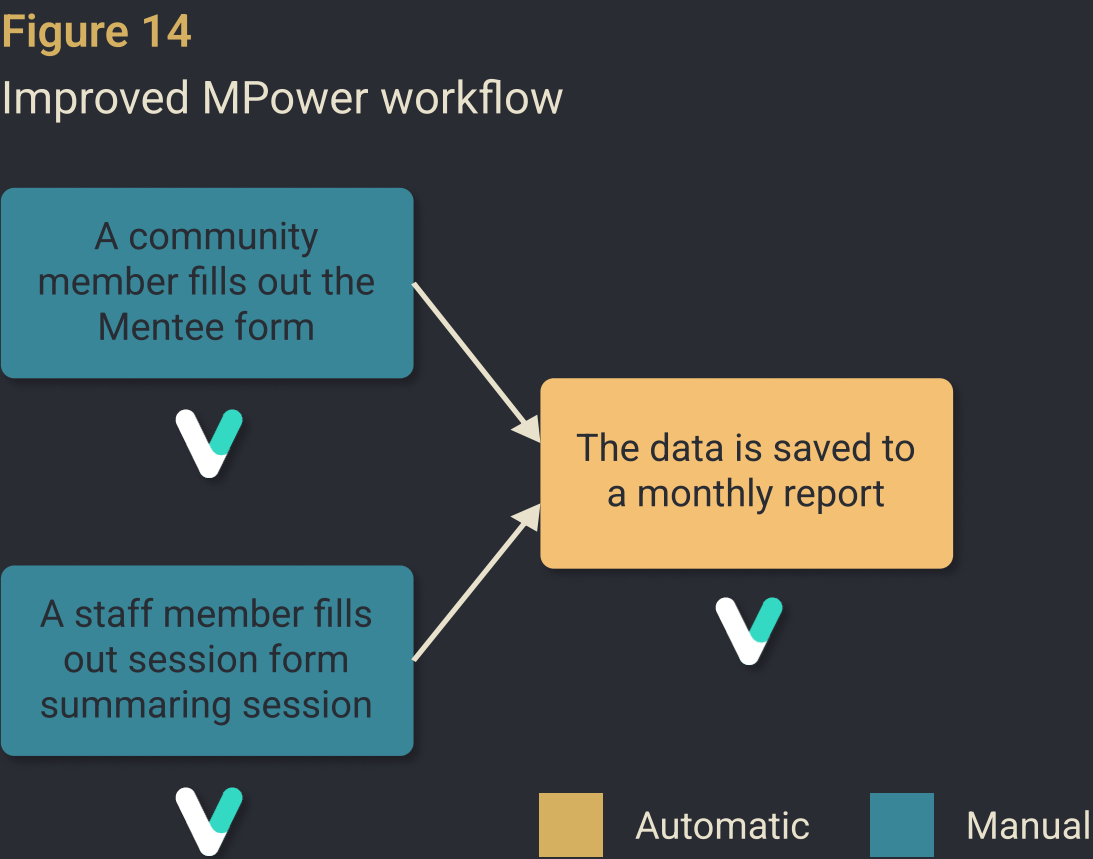 Figure 14
Improved MPower workflow
A community
member fills out the
Mentee form
The data is saved to
a monthly report
A staff member fills
out session form
summaring session
Automatic
Manual